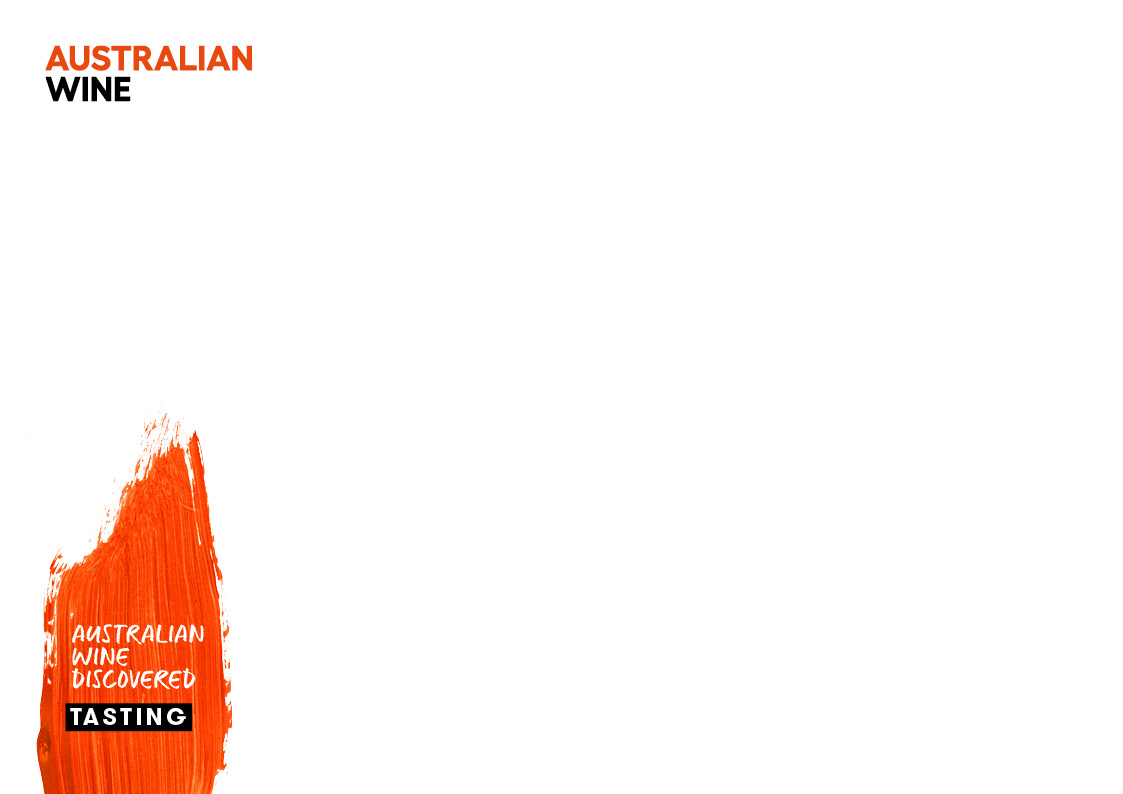 AUSTRALIAN
WINE
AUSTRALIAN
WINE
DISCOVERED
TASTING